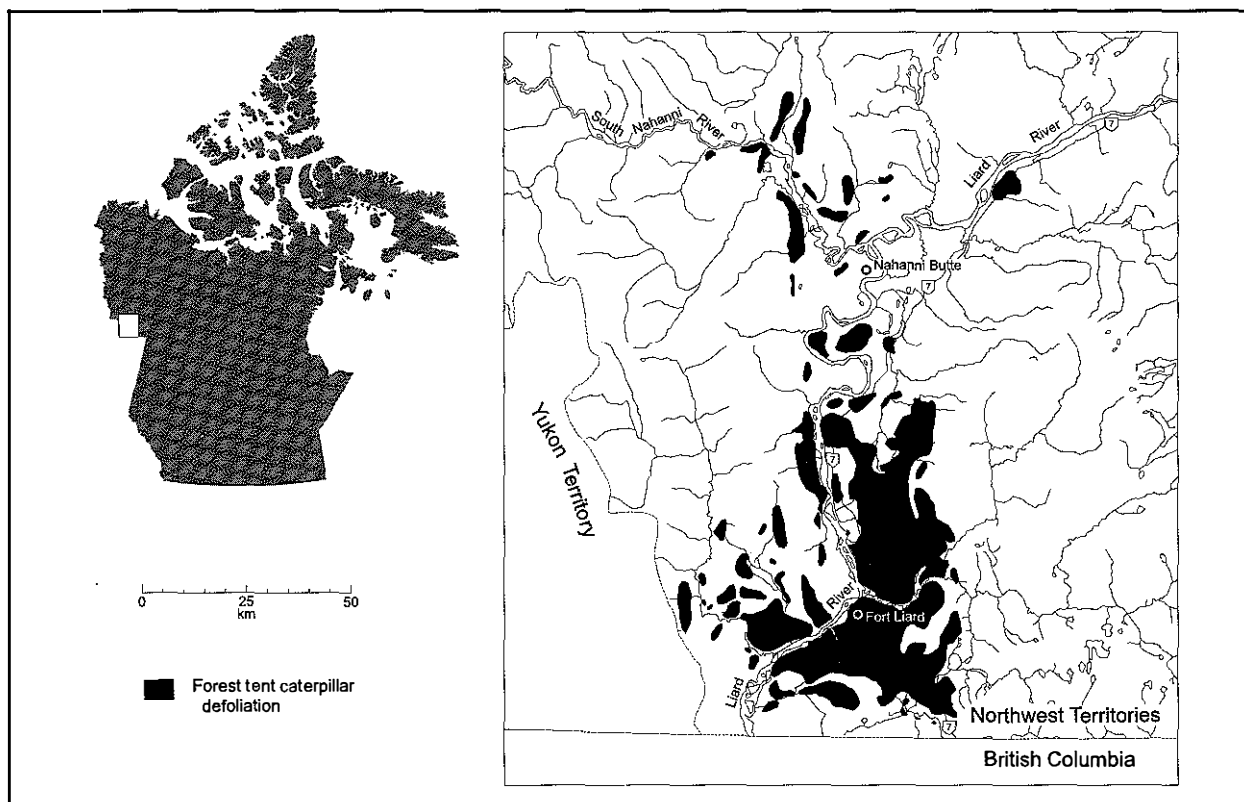 0 25 50
km
Forest tent caterpillar
defoliation
South Nahanni River
Liard River
7
Nahanni Butte
7
Yukon Territory
7
River
Fort Liard
Liard
Northwest Territories
7
British Columbia